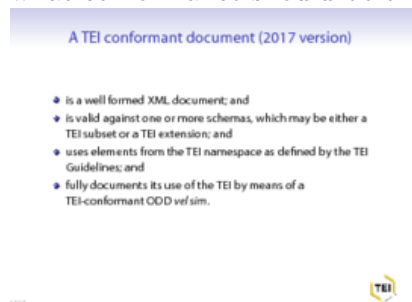 A TEI conformant document (2017 version)
is a well formed XML document; and
is valid against one or more schemas, which may be either a
TEI subset or a TEI extension; and
uses elements from the TEI namespace as defined by the TEI
Guidelines; and
fully documents its use of the TEI by means of a
TEI-conformant ODD vel sim.
TEI